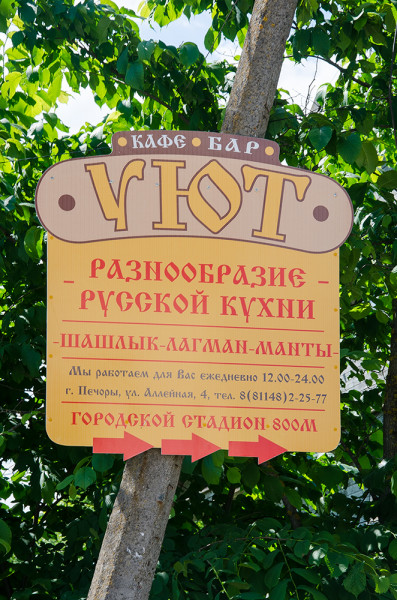 КАФЕ • БАР
УЮТ
- РАЗНООБРАЗИЕ -
РУССКОЙ КУХНИ
-ШАШЛЫК-ЛАГМАН-МАНТЫ-
Мы работаем для Вас ежедневно 12.00-24.00
г. Печоры, ул. Аллейная, 4, тел. 8(81148)2-25-77
ГОРОДСКОЙ СТАДИОН-800М